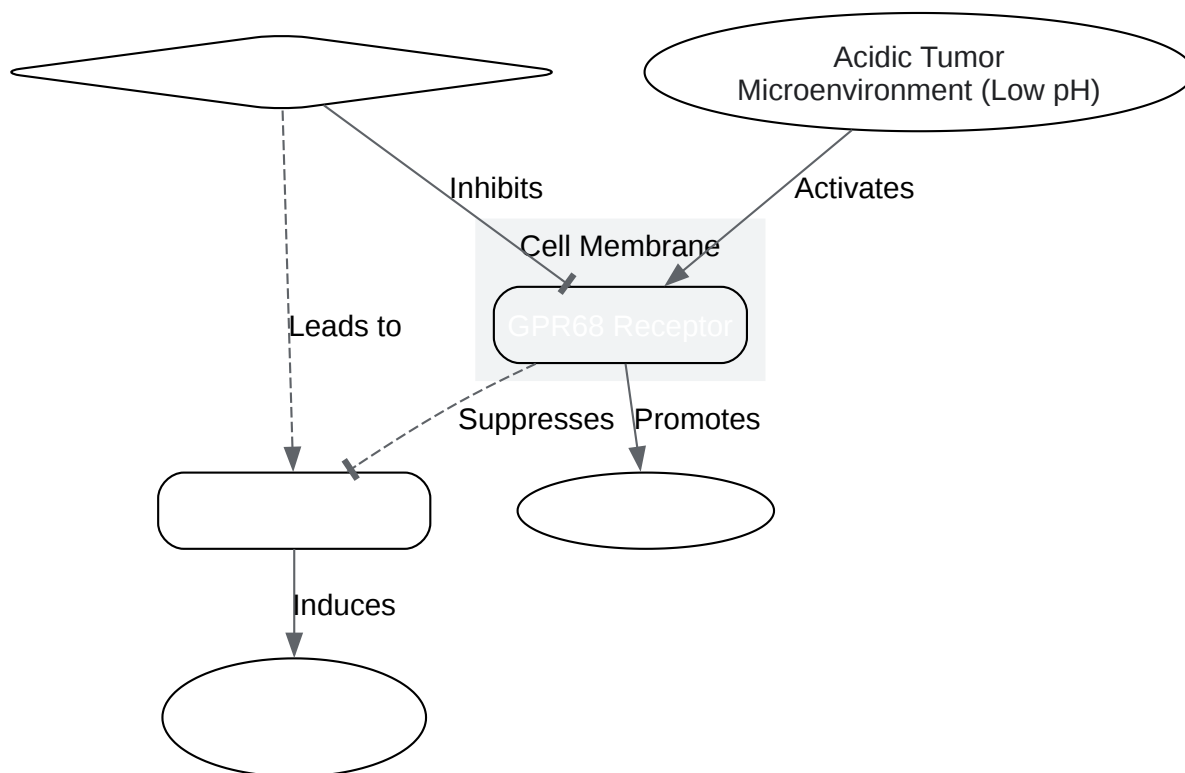 Acidic Tumor
Microenvironment (Low pH)
Inhibits
Activates
Cell Membrane
GPR68 Receptor
Leads to
Suppresses
Promotes
Induces